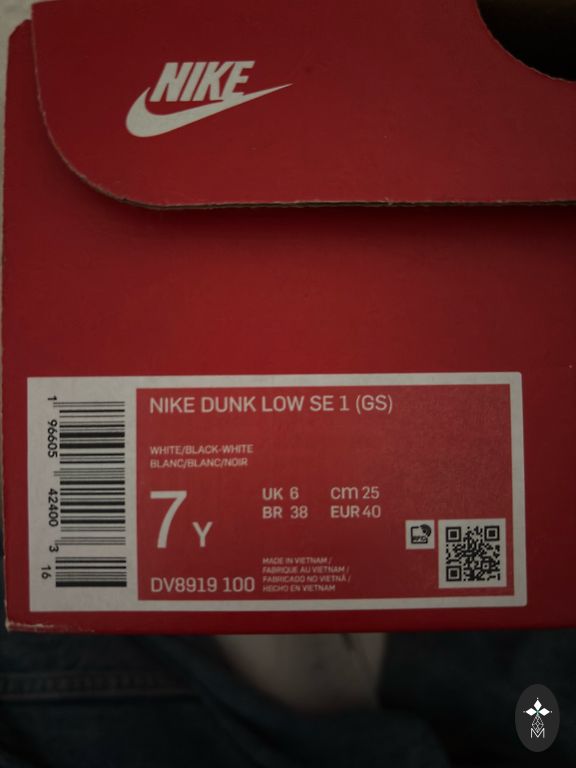 NIKE
NIKE DUNK LOW SE 1 (GS)
WHITE/BLACK-WHITE
BLANC/BLANC/NOIR
7 Y
UK 6 cm 25
BR 38 EUR 40
MADE IN VIETNAM /
FABRIQUE AU VIETNAM /
FABRICADO NO VIETNÃ /
HECHO EN VIETNAM
DV8919 100
1 96605 42400 3 16
M